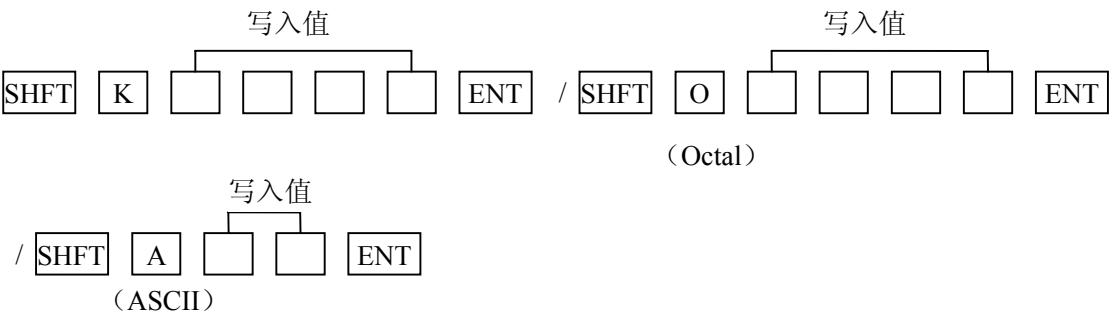 写入值 写入值
SHFT K ENT / SHFT O ENT
（Octal）
写入值
/ SHFT A ENT
（ASCII）